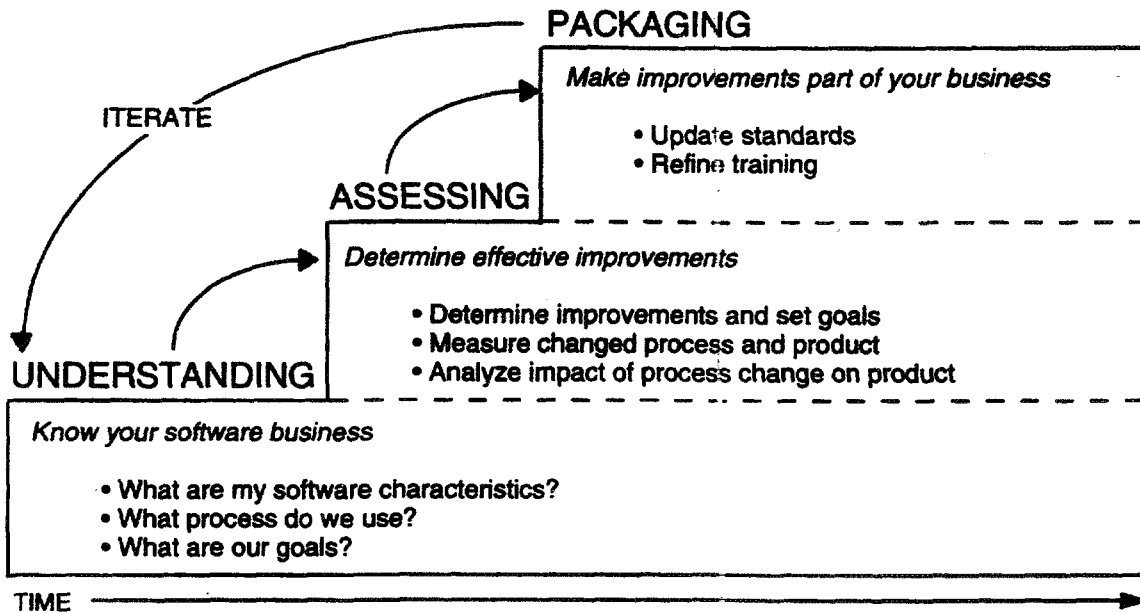 PACKAGING
Make improvements part of your business
• Update standards
• Refine training
ITERATE
ASSESSING
Determine effective improvements
• Determine improvements and set goals
• Measure changed process and product
• Analyze impact of process change on product
UNDERSTANDING
Know your software business
• What are my software characteristics?
• What process do we use?
• What are our goals?
TIME